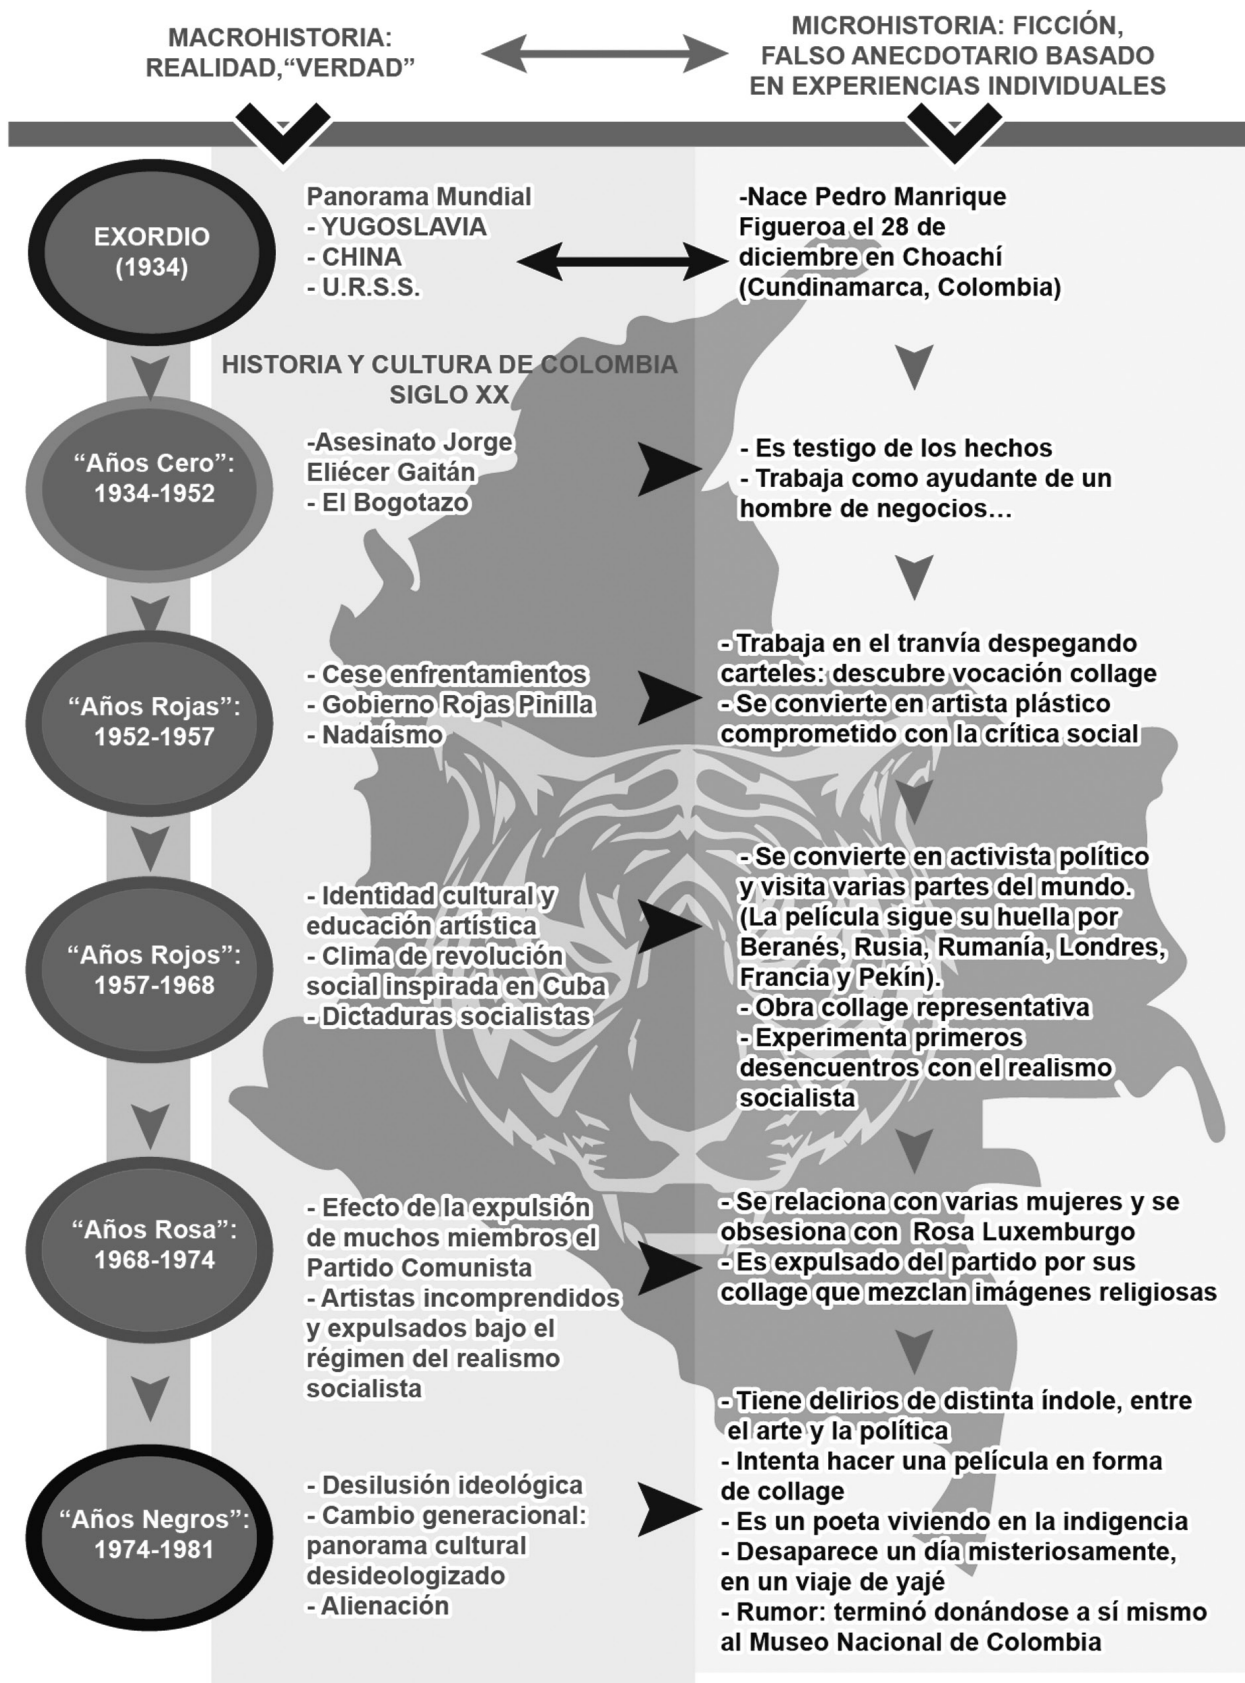 MACROHISTORIA:
REALIDAD,“VERDAD”
MICROHISTORIA: FICCIÓN,
FALSO ANECDOTARIO BASADO
EN EXPERIENCIAS INDIVIDUALES
EXORDIO
(1934)
Panorama Mundial
- YUGOSLAVIA
- CHINA
- U.R.S.S.
-Nace Pedro Manrique
Figueroa el 28 de
diciembre en Choachí
(Cundinamarca, Colombia)
HISTORIA Y CULTURA DE COLOMBIA
SIGLO XX
“Años Cero”:
1934-1952
-Asesinato Jorge
Eliécer Gaitán
- El Bogotazo
- Es testigo de los hechos
- Trabaja como ayudante de un
hombre de negocios…
“Años Rojas”:
1952-1957
- Cese enfrentamientos
- Gobierno Rojas Pinilla
- Nadaísmo
- Trabaja en el tranvía despegando
carteles: descubre vocación collage
- Se convierte en artista plástico
comprometido con la crítica social
“Años Rojos”:
1957-1968
- Identidad cultural y
educación artística
- Clima de revolución
social inspirada en Cuba
- Dictaduras socialistas
- Se convierte en activista político
y visita varias partes del mundo.
(La película sigue su huella por
Beranés, Rusia, Rumanía, Londres,
Francia y Pekín).
- Obra collage representativa
- Experimenta primeros
desencuentros con el realismo
socialista
“Años Rosa”:
1968-1974
- Efecto de la expulsión
de muchos miembros el
Partido Comunista
- Artistas incomprendidos
y expulsados bajo el
régimen del realismo
socialista
- Se relaciona con varias mujeres y se
obsesiona con Rosa Luxemburgo
- Es expulsado del partido por sus
collage que mezclan imágenes religiosas
“Años Negros”:
1974-1981
- Desilusión ideológica
- Cambio generacional:
panorama cultural
desideologizado
- Alienación
- Tiene delirios de distinta índole, entre
el arte y la política
- Intenta hacer una película en forma
de collage
- Es un poeta viviendo en la indigencia
- Desaparece un día misteriosamente,
en un viaje de yajé
- Rumor: terminó donándose a sí mismo
al Museo Nacional de Colombia